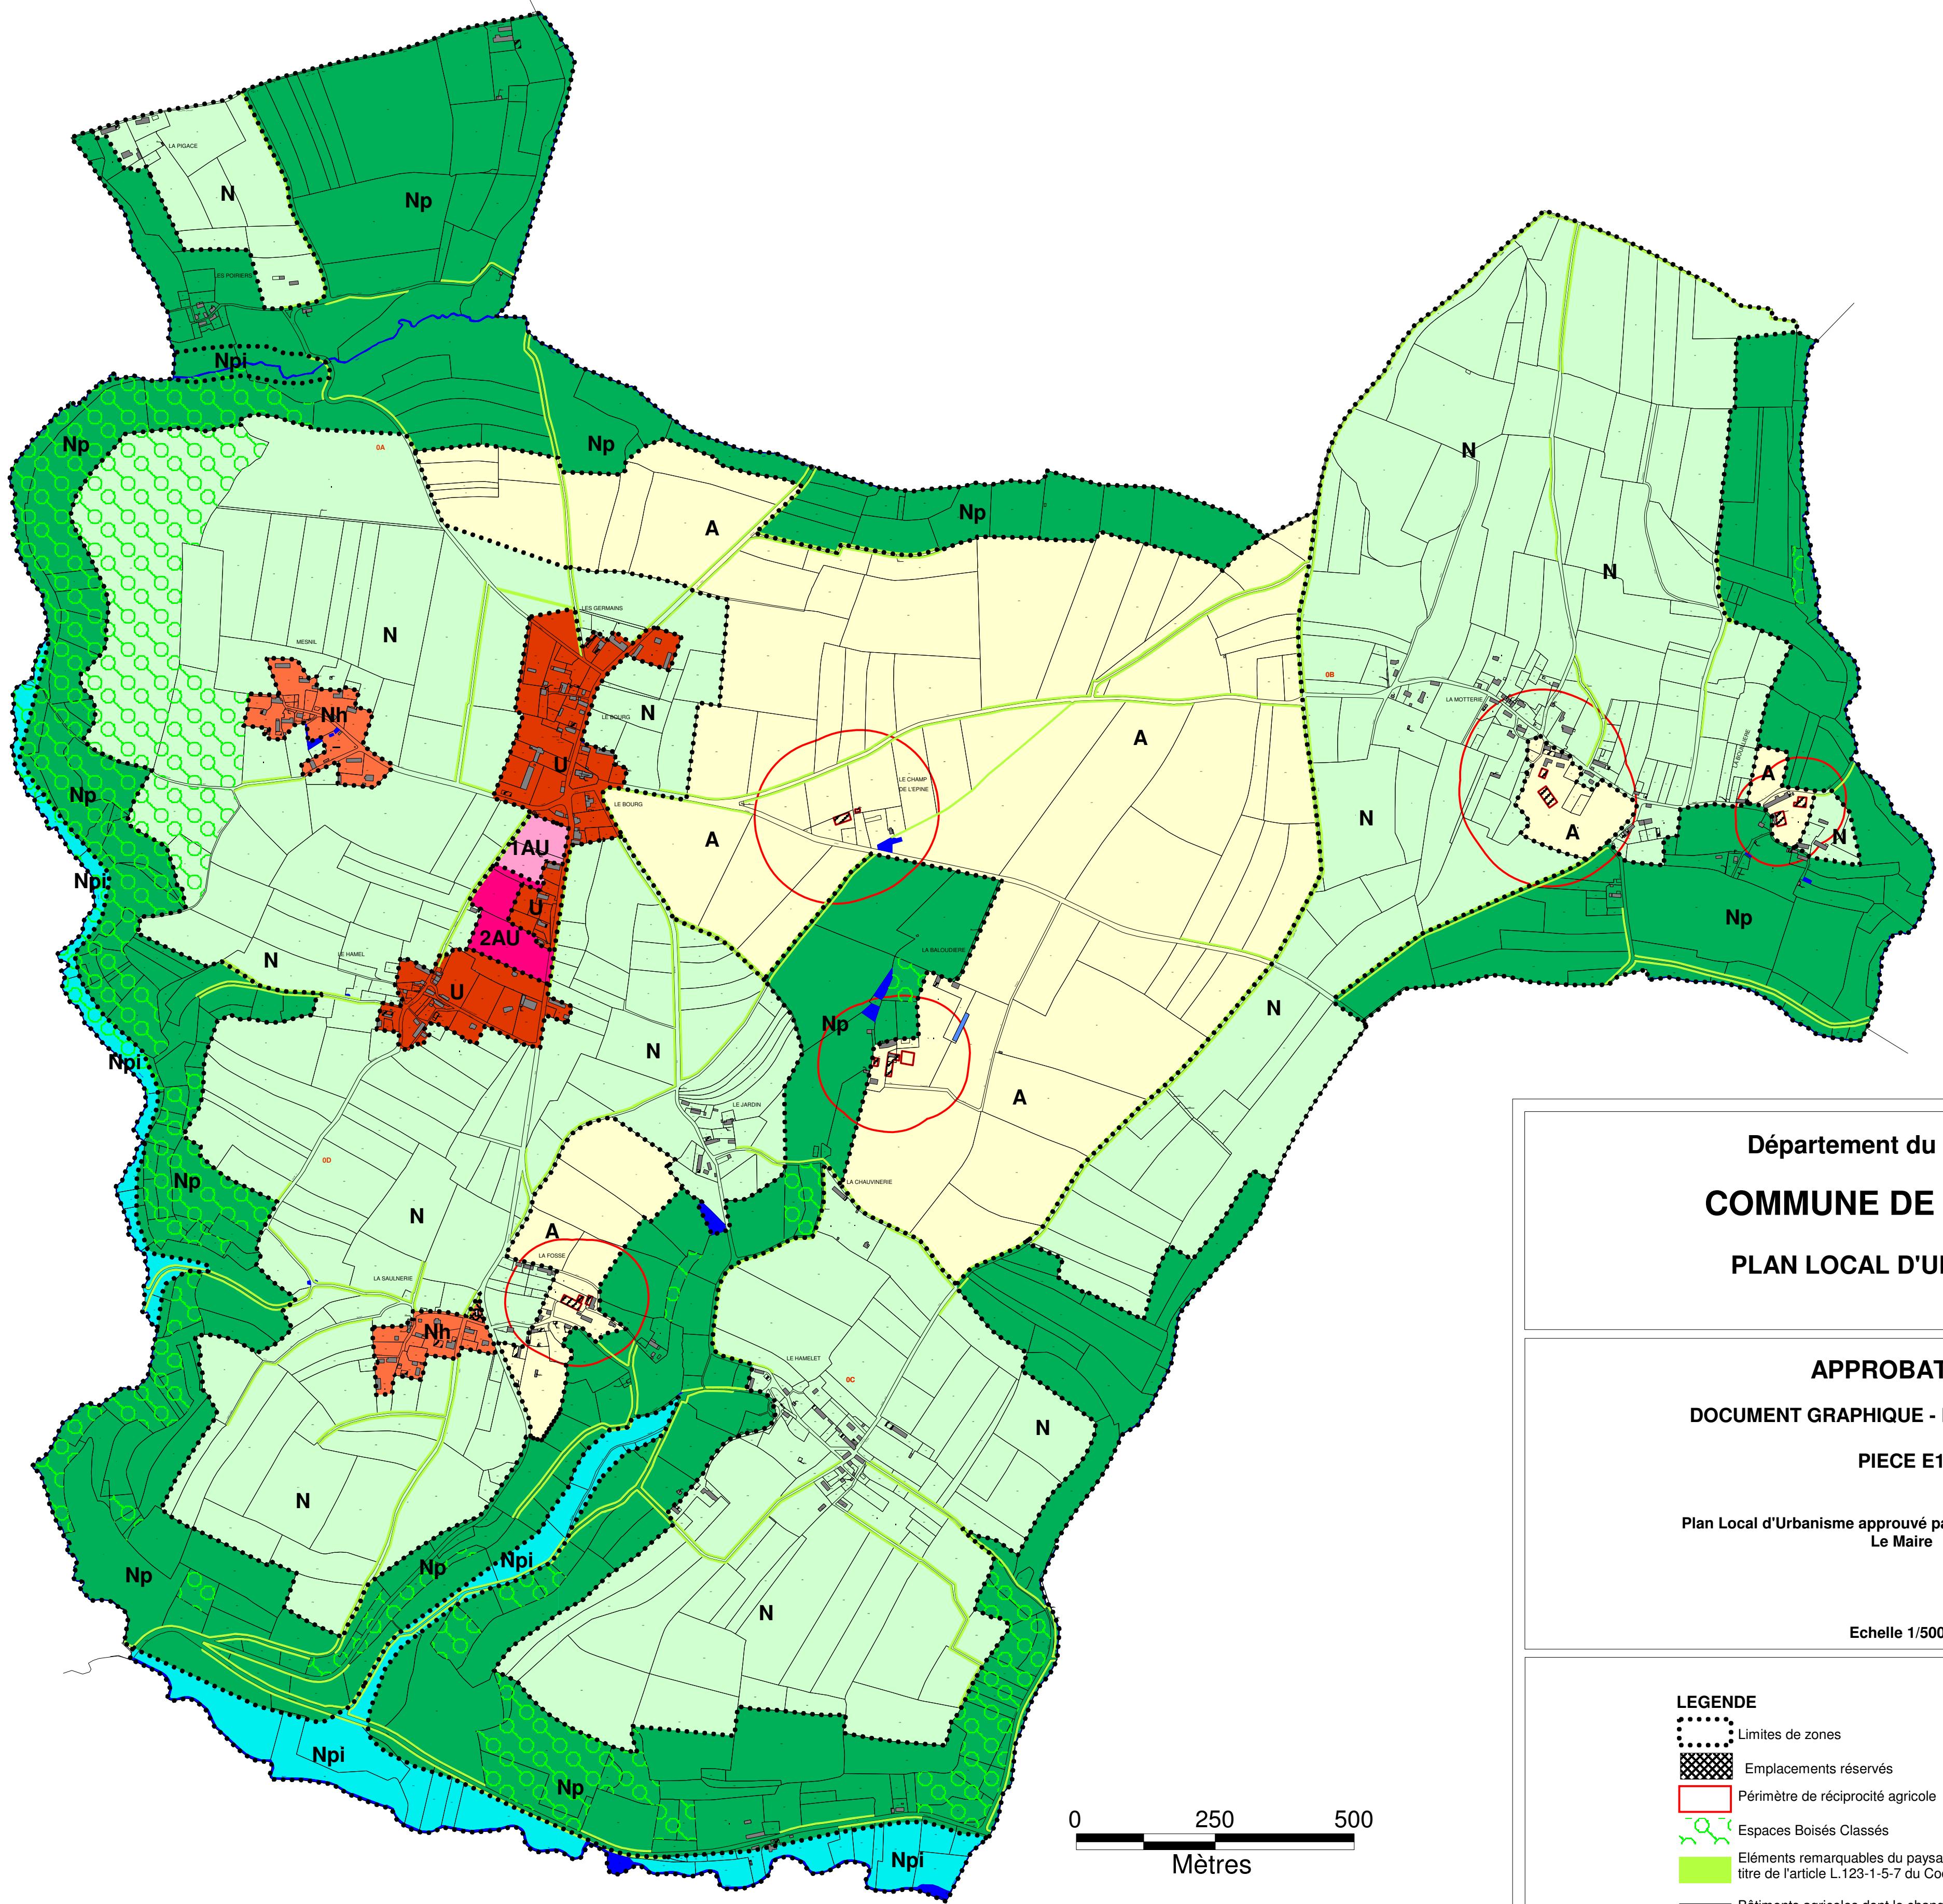 LA PIGACE
N
Np
LES POIRIERS
Npi
Np
0A
Np
A
Np
N
N
LES GERMAINS
MESNIL
N
Nh
LE BOURG
N
U
LE BOURG
A
LE CHAMP
DE L'EPINE
A
0B
LA MOTTERIE
LA BOUILLERE
A
N
A
N
Np
Np
1AU
U
2AU
Npi
N
LE HAMEL
U
LA BALOUDIERE
Np
N
Npi
N
LE JARDIN
A
0D
Np
LA CHAUVINERIE
N
A
LA FOSSE
LA SAULNERIE
Nh
LE HAMELET
0C
N
N
Np
Np
Npi
N
Npi
Np
Npi
0 250 500
Mètres
Département du
COMMUNE DE
PLAN LOCAL D'U
APPROBAT
DOCUMENT GRAPHIQUE -
PIECE E1
Plan Local d'Urbanisme approuvé pa
Le Maire
Echelle 1/500
LEGENDE
Limites de zones
Emplacements réservés
Périmètre de réciprocité agricole
Espaces Boisés Classés
Eléments remarquables du paysa
titre de l'article L.123-1-5-7 du Co